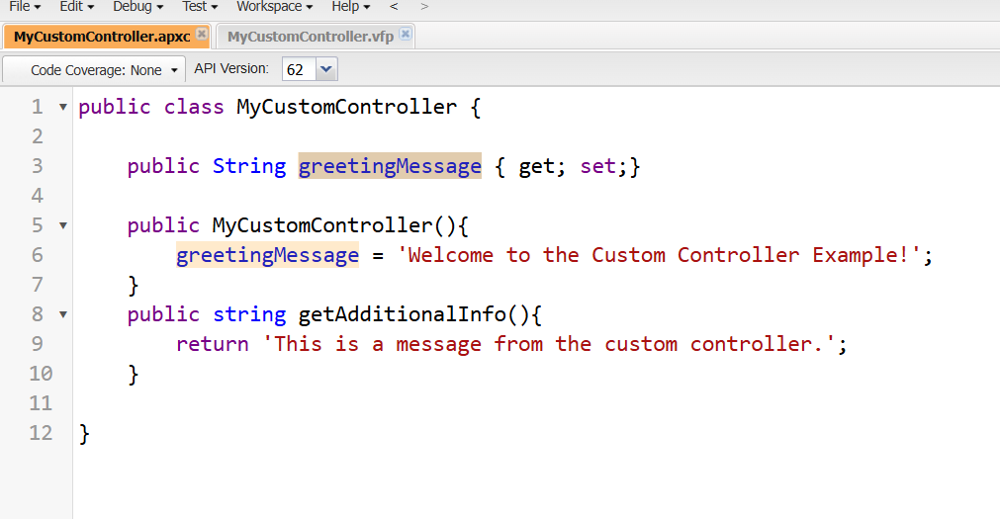 File Edit Debug Test Workspace Help < >
MyCustomController.apxc MyCustomController.vfp
Code Coverage: None API Version: 62
1 public class MyCustomController {
2
3 public String greetingMessage { get; set;}
4
5 public MyCustomController(){
6 greetingMessage = 'Welcome to the Custom Controller Example!';
7 }
8 public string getAdditionalInfo(){
9 return 'This is a message from the custom controller.';
10 }
11
12 }